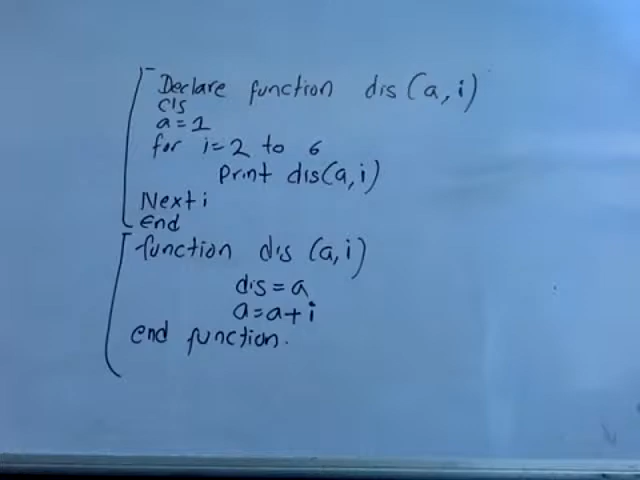 Declare function dis (a, i)
cls
a = 1
for i = 2 to 6
print dis(a, i)
Next i
End
function dis (a, i)
dis = a
a = a + i
end function.